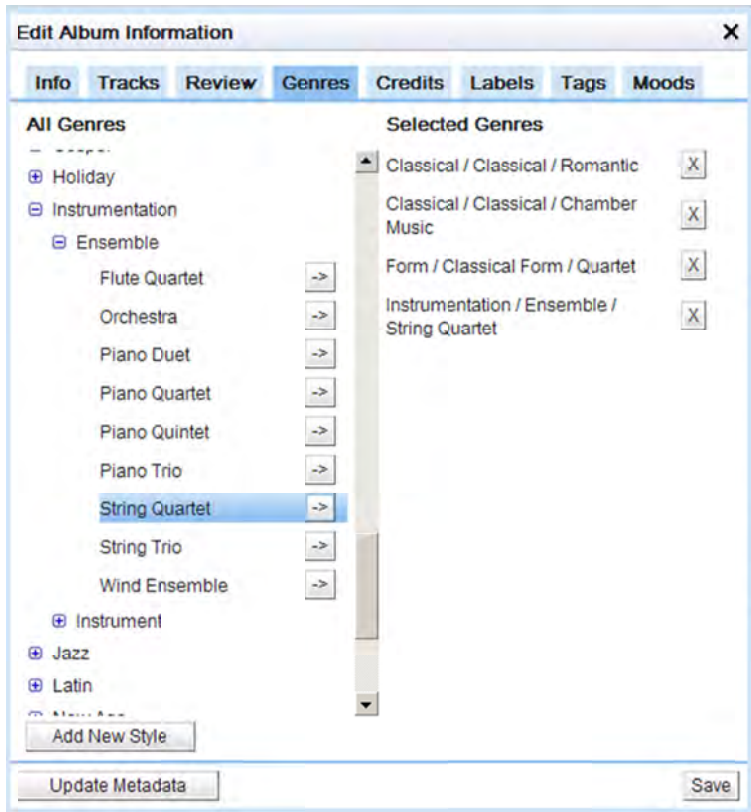 Edit Album Information X
Info Tracks Review Genres Credits Labels Tags Moods
All Genres
Holiday
Instrumentation
Ensemble
Flute Quartet ->
Orchestra ->
Piano Duet ->
Piano Quartet ->
Piano Quintet ->
Piano Trio ->
String Quartet ->
String Trio ->
Wind Ensemble ->
Instrument
Jazz
Latin
Add New Style
Selected Genres
Classical / Classical / Romantic X
Classical / Classical / Chamber
Music X
Form / Classical Form / Quartet X
Instrumentation / Ensemble /
String Quartet X
Update Metadata
Save